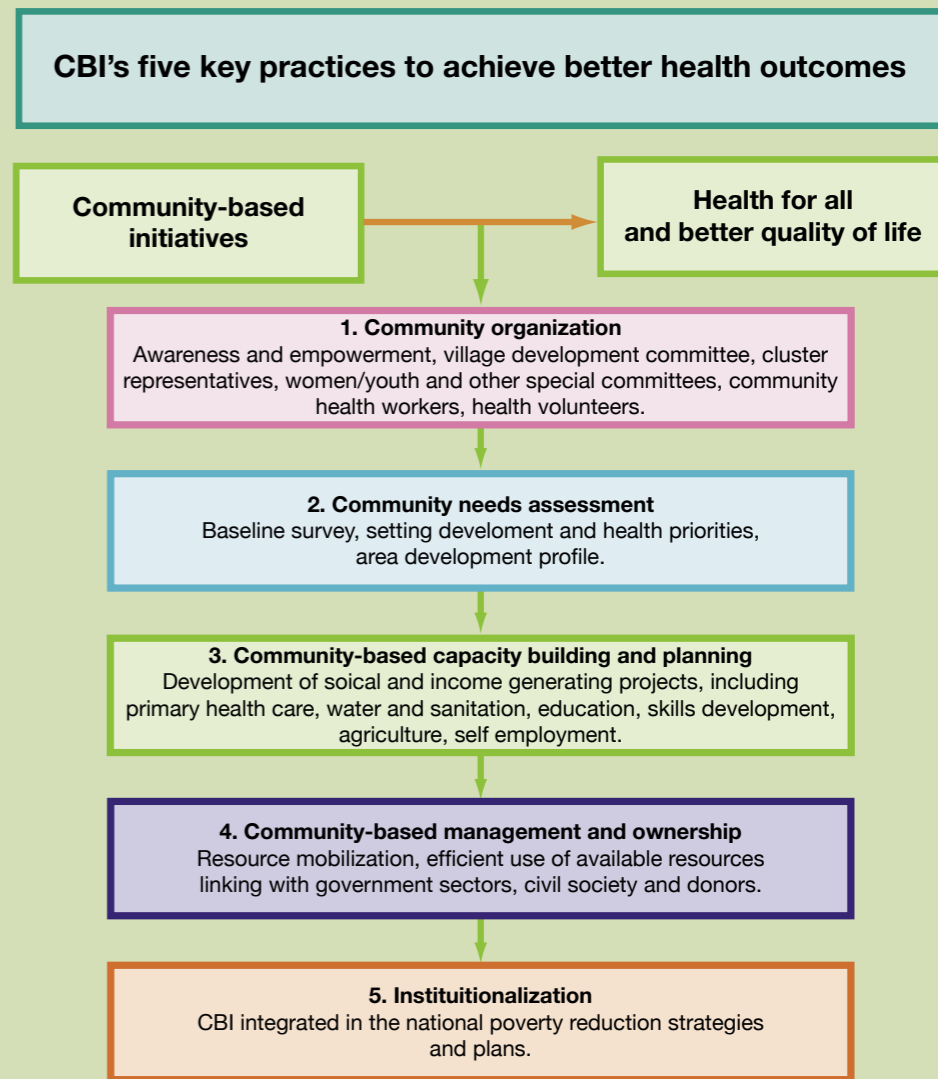 CBI's five key practices to achieve better health outcomes
Community-based
initiatives
Health for all
and better quality of life
1. Community organization
Awareness and empowerment, village development committee, cluster
representatives, women/youth and other special committees, community
health workers, health volunteers.
2. Community needs assessment
Baseline survey, setting develoment and health priorities,
area development profile.
3. Community-based capacity building and planning
Development of soical and income generating projects, including
primary health care, water and sanitation, education, skills development,
agriculture, self employment.
4. Community-based management and ownership
Resource mobilization, efficient use of available resources
linking with government sectors, civil society and donors.
5. Instituitionalization
CBI integrated in the national poverty reduction strategies
and plans.